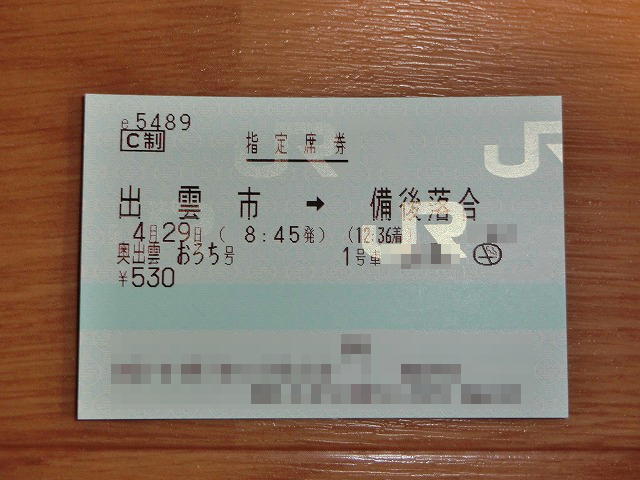 e5489
C制
指定席券
出雲市 → 備後落合
4月29日 ( 8:45発) (12:36着)
奥出雲 おろち号 1号車
¥530
JR
JR
JR